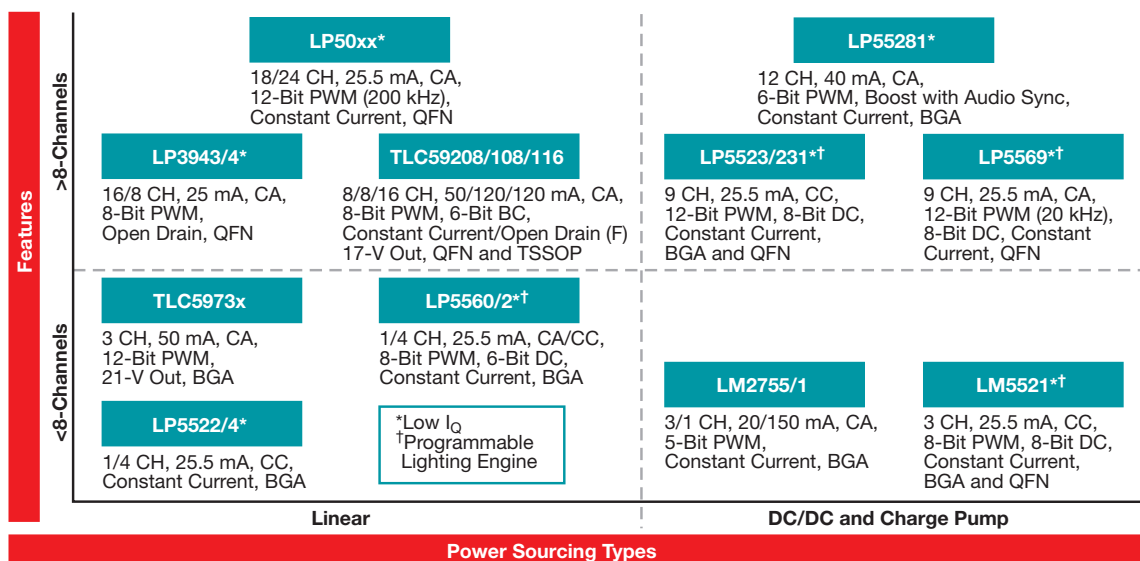 Features
>8-Channels
<8-Channels
LP50xx*
18/24 CH, 25.5 mA, CA,
12-Bit PWM (200 kHz),
Constant Current, QFN
LP3943/4*
16/8 CH, 25 mA, CA,
8-Bit PWM,
Open Drain, QFN
TLC59208/108/116
8/8/16 CH, 50/120/120 mA, CA,
8-Bit PWM, 6-Bit BC,
Constant Current/Open Drain (F)
17-V Out, QFN and TSSOP
LP55281*
12 CH, 40 mA, CA,
6-Bit PWM, Boost with Audio Sync,
Constant Current, BGA
LP5523/231*†
9 CH, 25.5 mA, CC,
12-Bit PWM, 8-Bit DC,
Constant Current,
BGA and QFN
LP5569*†
9 CH, 25.5 mA, CA,
12-Bit PWM (20 kHz),
8-Bit DC, Constant
Current, QFN
TLC5973x
3 CH, 50 mA, CA,
12-Bit PWM,
21-V Out, BGA
LP5560/2*†
1/4 CH, 25.5 mA, CA/CC,
8-Bit PWM, 6-Bit DC,
Constant Current, BGA
LP5522/4*
1/4 CH, 25.5 mA, CC,
Constant Current, BGA
*Low IQ
†Programmable
Lighting Engine
LM2755/1
3/1 CH, 20/150 mA, CA,
5-Bit PWM,
Constant Current, BGA
LM5521*†
3 CH, 25.5 mA, CC,
8-Bit PWM, 8-Bit DC,
Constant Current,
BGA and QFN
Linear
DC/DC and Charge Pump
Power Sourcing Types